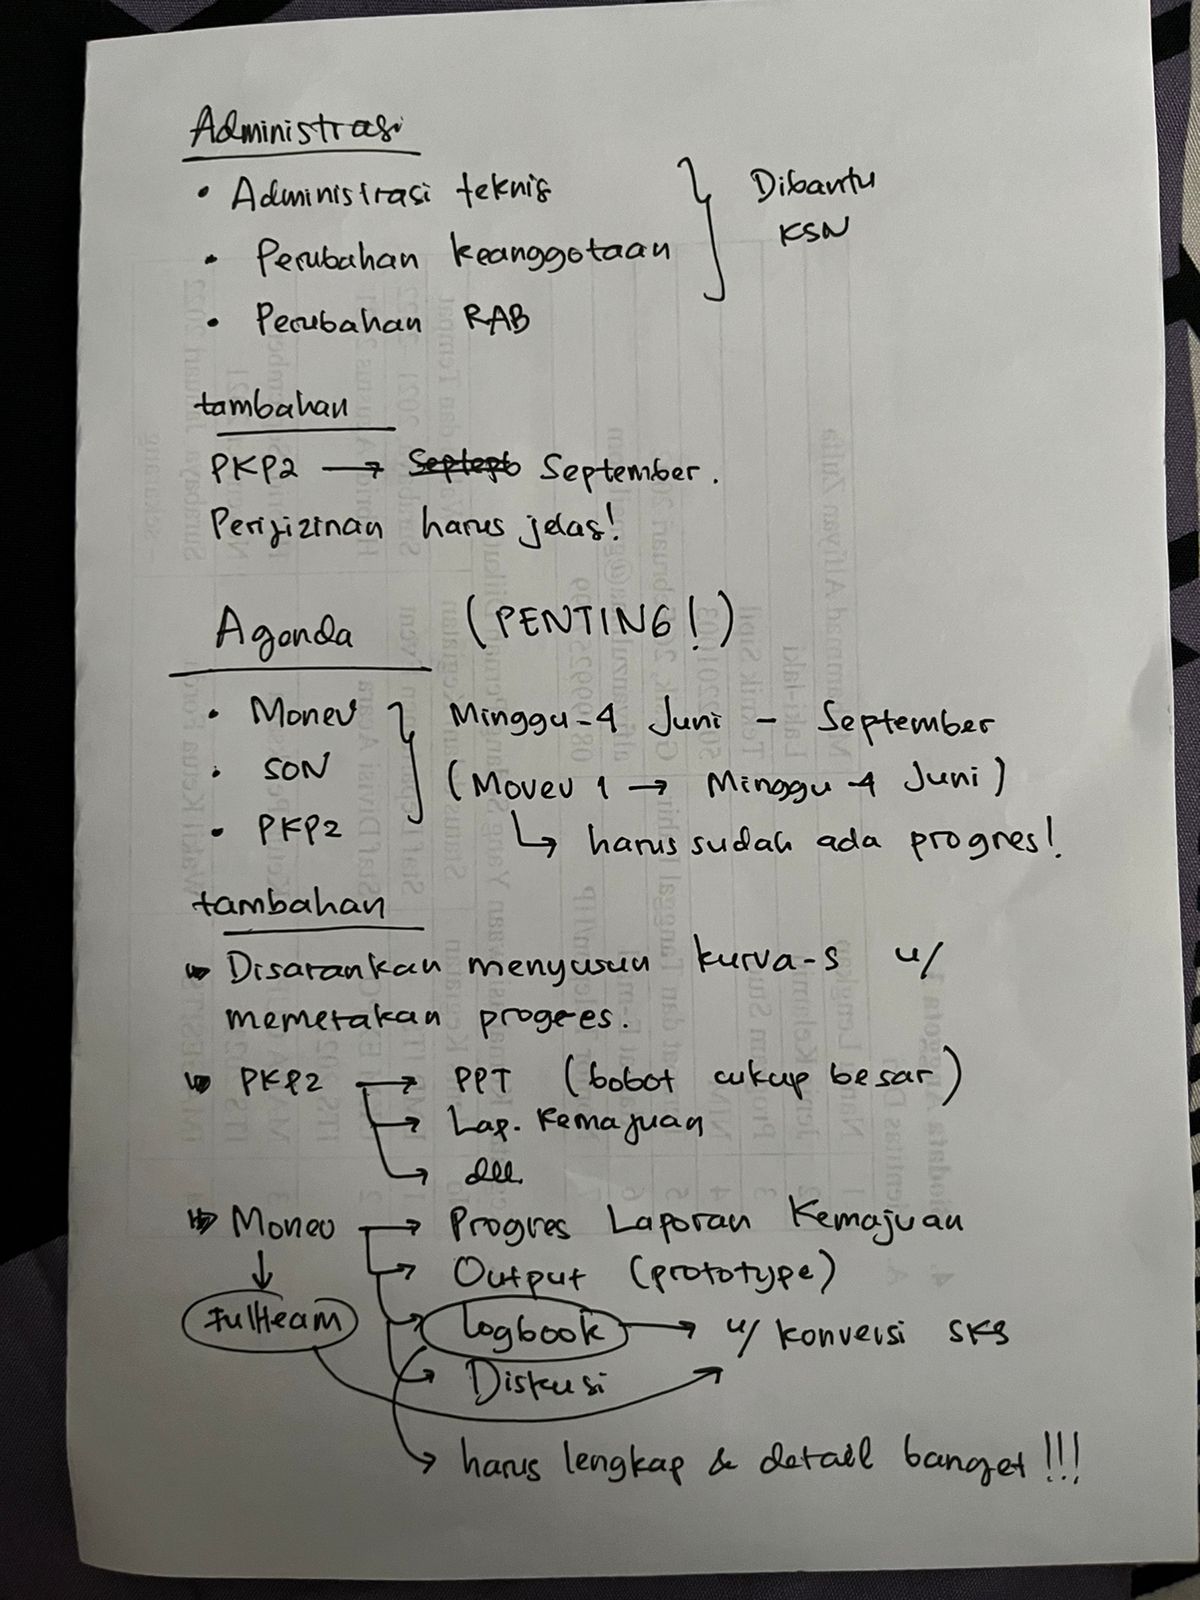 Administrasi
• Administrasi teknis
Dibantu
• Perubahan keanggotaan
KSN
• Perubahan RAB
tambahan
PKP2 → Septept September.
Perijizinan harus jelas!
Agenda (PENTING!)
• Monev Minggu-4 Juni - September
• SON (Movev 1 → Minggu-4 Juni)
• PKP2 ↳ harus sudah ada progres!
tambahan
Disarankan menyusun kurva-s u/
memetakan progres.
PKP2 → PPT (bobot cukup besar)
→ Lap. Kemajuan
→ dll.
Monev → Progres Laporan Kemajuan
↓ → Output (prototype)
Fullteam → logbook → u/ konversi SKS
→ Diskusi
→ harus lengkap & detail banget!!!